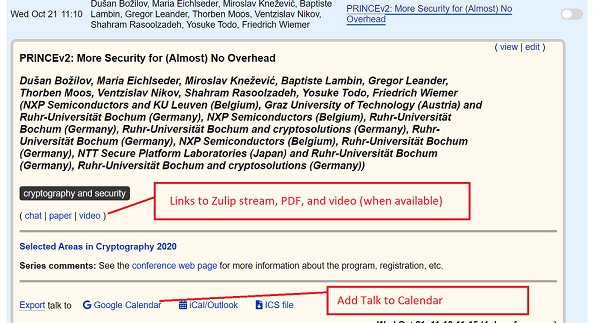 Wed Oct 21 11:10
Dušan Božilov, Maria Eichlseder, Miroslav Knežević, Baptiste
Lambin, Gregor Leander, Thorben Moos, Ventzislav Nikov,
Shahram Rasoolzadeh, Yosuke Todo, Friedrich Wiemer
PRINCEv2: More Security for (Almost) No
Overhead
( view | edit )
PRINCEv2: More Security for (Almost) No Overhead
Dušan Božilov, Maria Eichlseder, Miroslav Knežević, Baptiste Lambin, Gregor Leander,
Thorben Moos, Ventzislav Nikov, Shahram Rasoolzadeh, Yosuke Todo, Friedrich Wiemer
(NXP Semiconductors and KU Leuven (Belgium), Graz University of Technology (Austria) and
Ruhr-Universität Bochum (Germany), NXP Semiconductors (Belgium), Ruhr-Universität
Bochum (Germany), Ruhr-Universität Bochum and cryptosolutions (Germany), Ruhr-
Universität Bochum (Germany), NXP Semiconductors (Belgium), Ruhr-Universität Bochum
(Germany), NTT Secure Platform Laboratories (Japan) and Ruhr-Universität Bochum
(Germany), Ruhr-Universität Bochum and cryptosolutions (Germany))
cryptography and security
( chat | paper | video )
Links to Zulip stream, PDF, and video (when available)
Selected Areas in Cryptography 2020
Series comments: See the conference web page for more information about the program, registration, etc.
Add Talk to Calendar
Export talk to Google Calendar iCal/Outlook ICS file